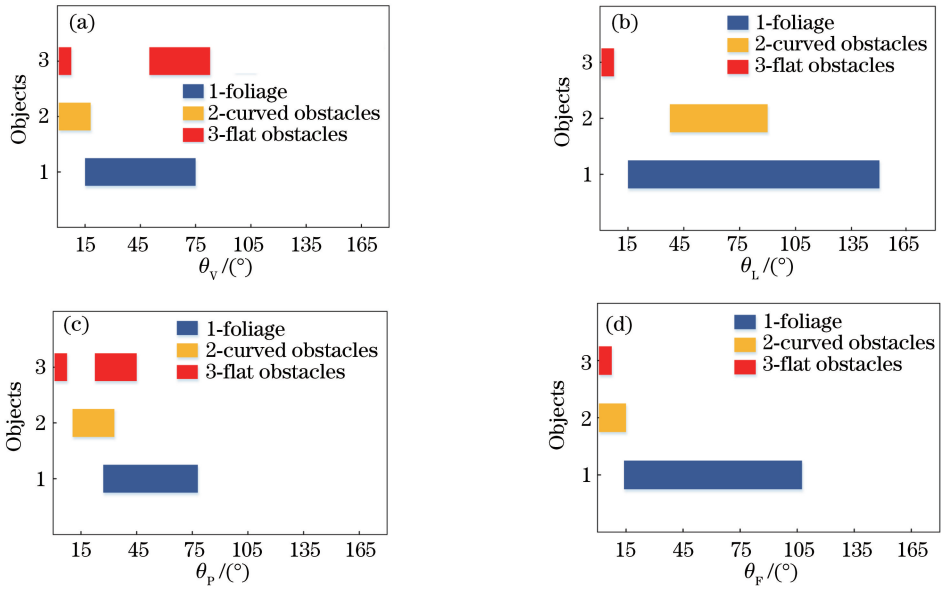 (a)
1-foliage
2-curved obstacles
3-flat obstacles
Objects
3
2
1
15 45 75 105 135 165
θV/(°)
(b)
1-foliage
2-curved obstacles
3-flat obstacles
Objects
3
2
1
15 45 75 105 135 165
θL/(°)
(c)
1-foliage
2-curved obstacles
3-flat obstacles
Objects
3
2
1
15 45 75 105 135 165
θP/(°)
(d)
1-foliage
2-curved obstacles
3-flat obstacles
Objects
3
2
1
15 45 75 105 135 165
θF/(°)